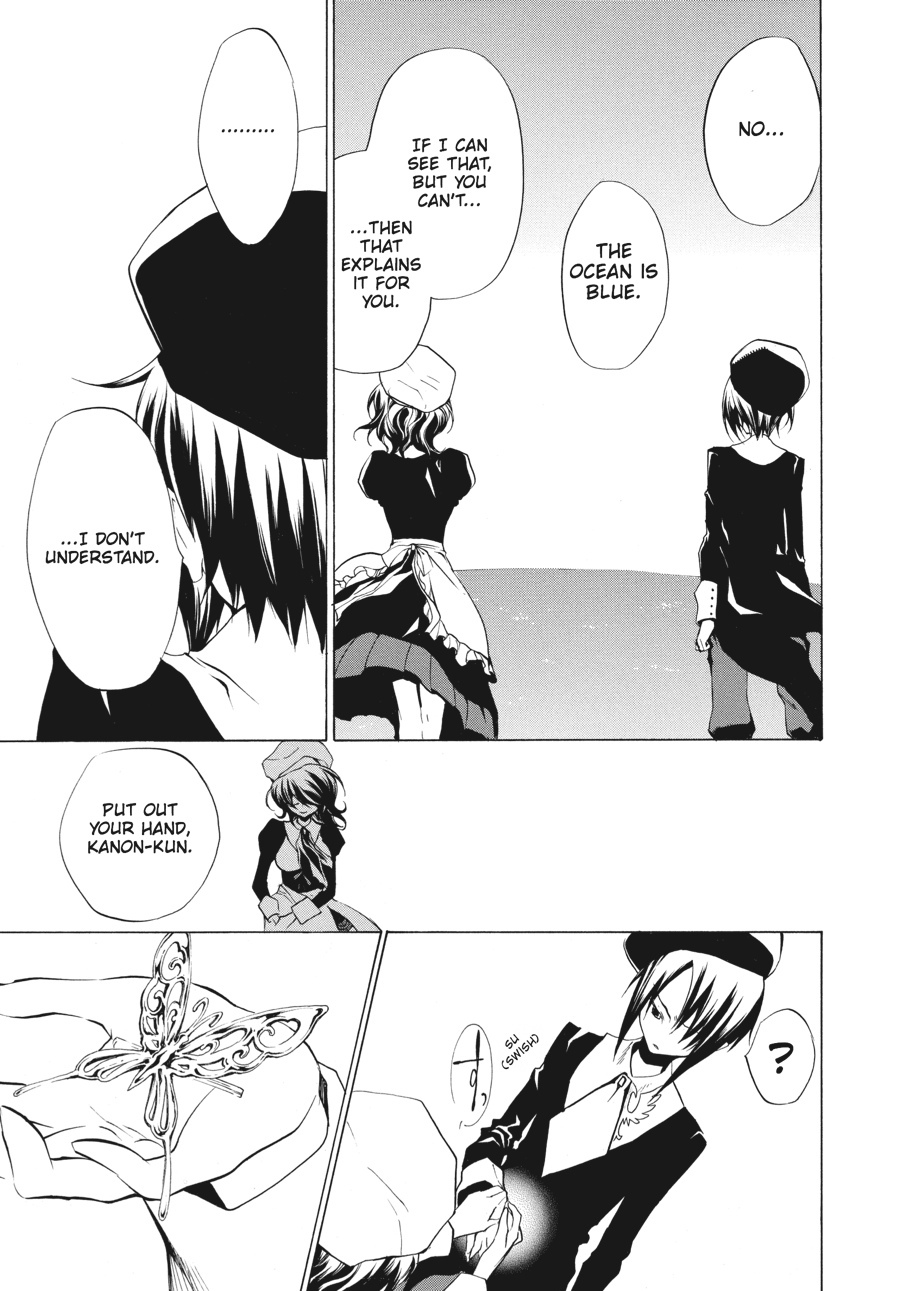 NO...
THE
OCEAN IS
BLUE.
IF I CAN
SEE THAT,
BUT YOU
CAN'T...
...THEN
THAT
EXPLAINS
IT FOR
YOU.
.........
...I DON'T
UNDERSTAND.
PUT OUT
YOUR HAND,
KANON-KUN.
?
すっ
SU
(SWISH)